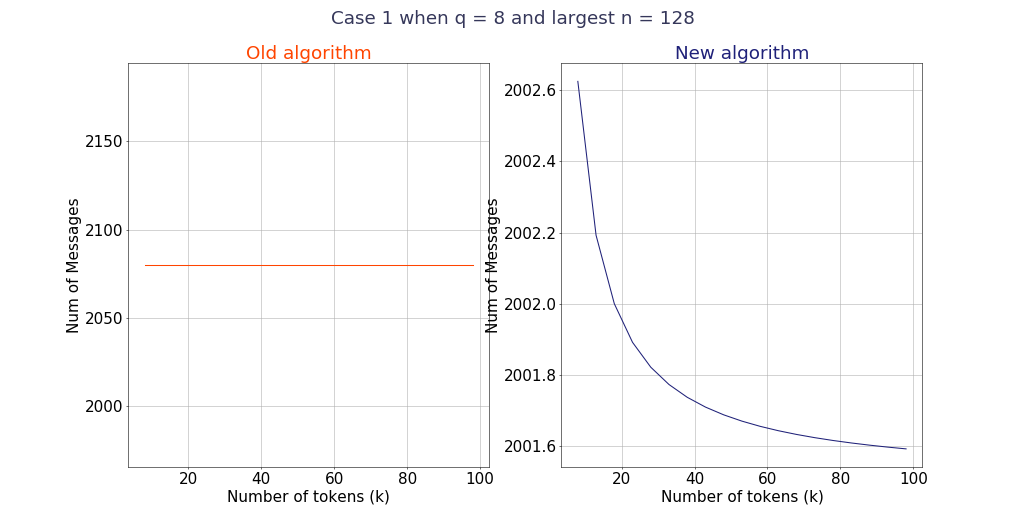 Case 1 when q = 8 and largest n = 128
Old algorithm
Num of Messages
2150
2100
2050
2000
20 40 60 80 100
Number of tokens (k)
New algorithm
Num of Messages
2002.6
2002.4
2002.2
2002.0
2001.8
2001.6
20 40 60 80 100
Number of tokens (k)